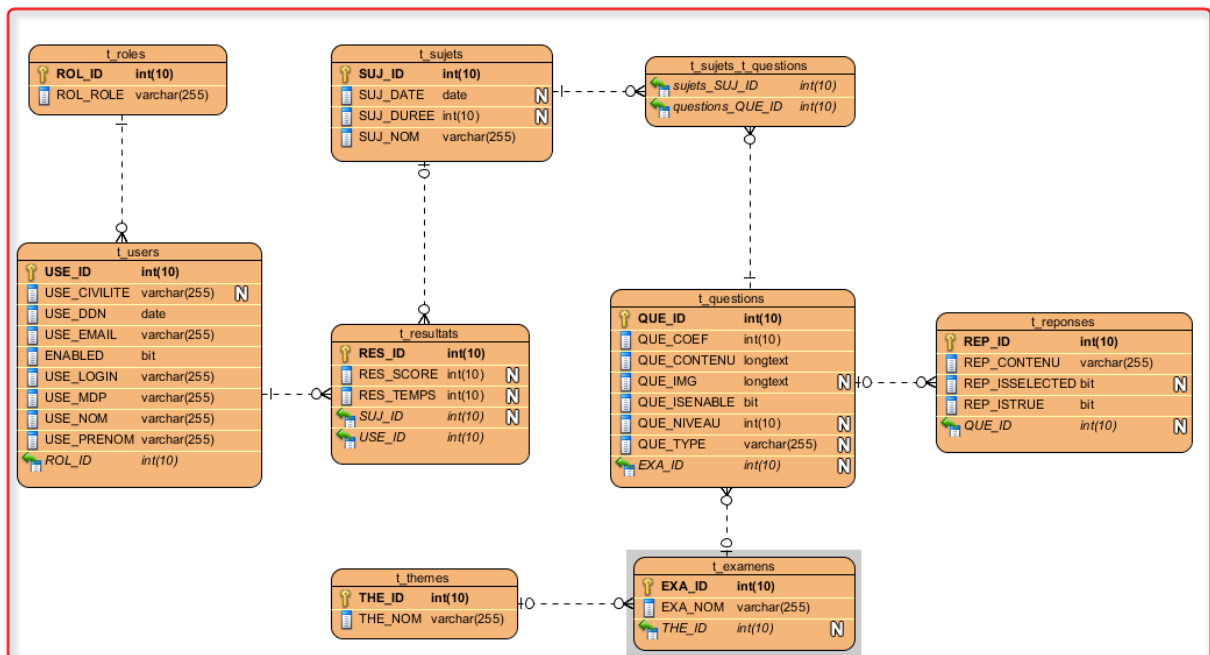 t_roles
ROL_ID int(10)
ROL_ROLE varchar(255)
t_sujets
SUJ_ID int(10)
SUJ_DATE date N
SUJ_DUREE int(10) N
SUJ_NOM varchar(255)
t_sujets_t_questions
sujets_SUJ_ID int(10)
questions_QUE_ID int(10)
t_users
USE_ID int(10)
USE_CIVILITE varchar(255) N
USE_DDN date
USE_EMAIL varchar(255)
ENABLED bit
USE_LOGIN varchar(255)
USE_MDP varchar(255)
USE_NOM varchar(255)
USE_PRENOM varchar(255)
ROL_ID int(10)
t_resultats
RES_ID int(10)
RES_SCORE int(10) N
RES_TEMPS int(10) N
SUJ_ID int(10) N
USE_ID int(10)
t_questions
QUE_ID int(10)
QUE_COEF int(10)
QUE_CONTENU longtext
QUE_IMG longtext N
QUE_ISENABLE bit
QUE_NIVEAU int(10) N
QUE_TYPE varchar(255) N
EXA_ID int(10) N
t_reponses
REP_ID int(10)
REP_CONTENU varchar(255)
REP_ISSELECTED bit N
REP_ISTRUE bit
QUE_ID int(10) N
t_themes
THE_ID int(10)
THE_NOM varchar(255)
t_examens
EXA_ID int(10)
EXA_NOM varchar(255)
THE_ID int(10) N